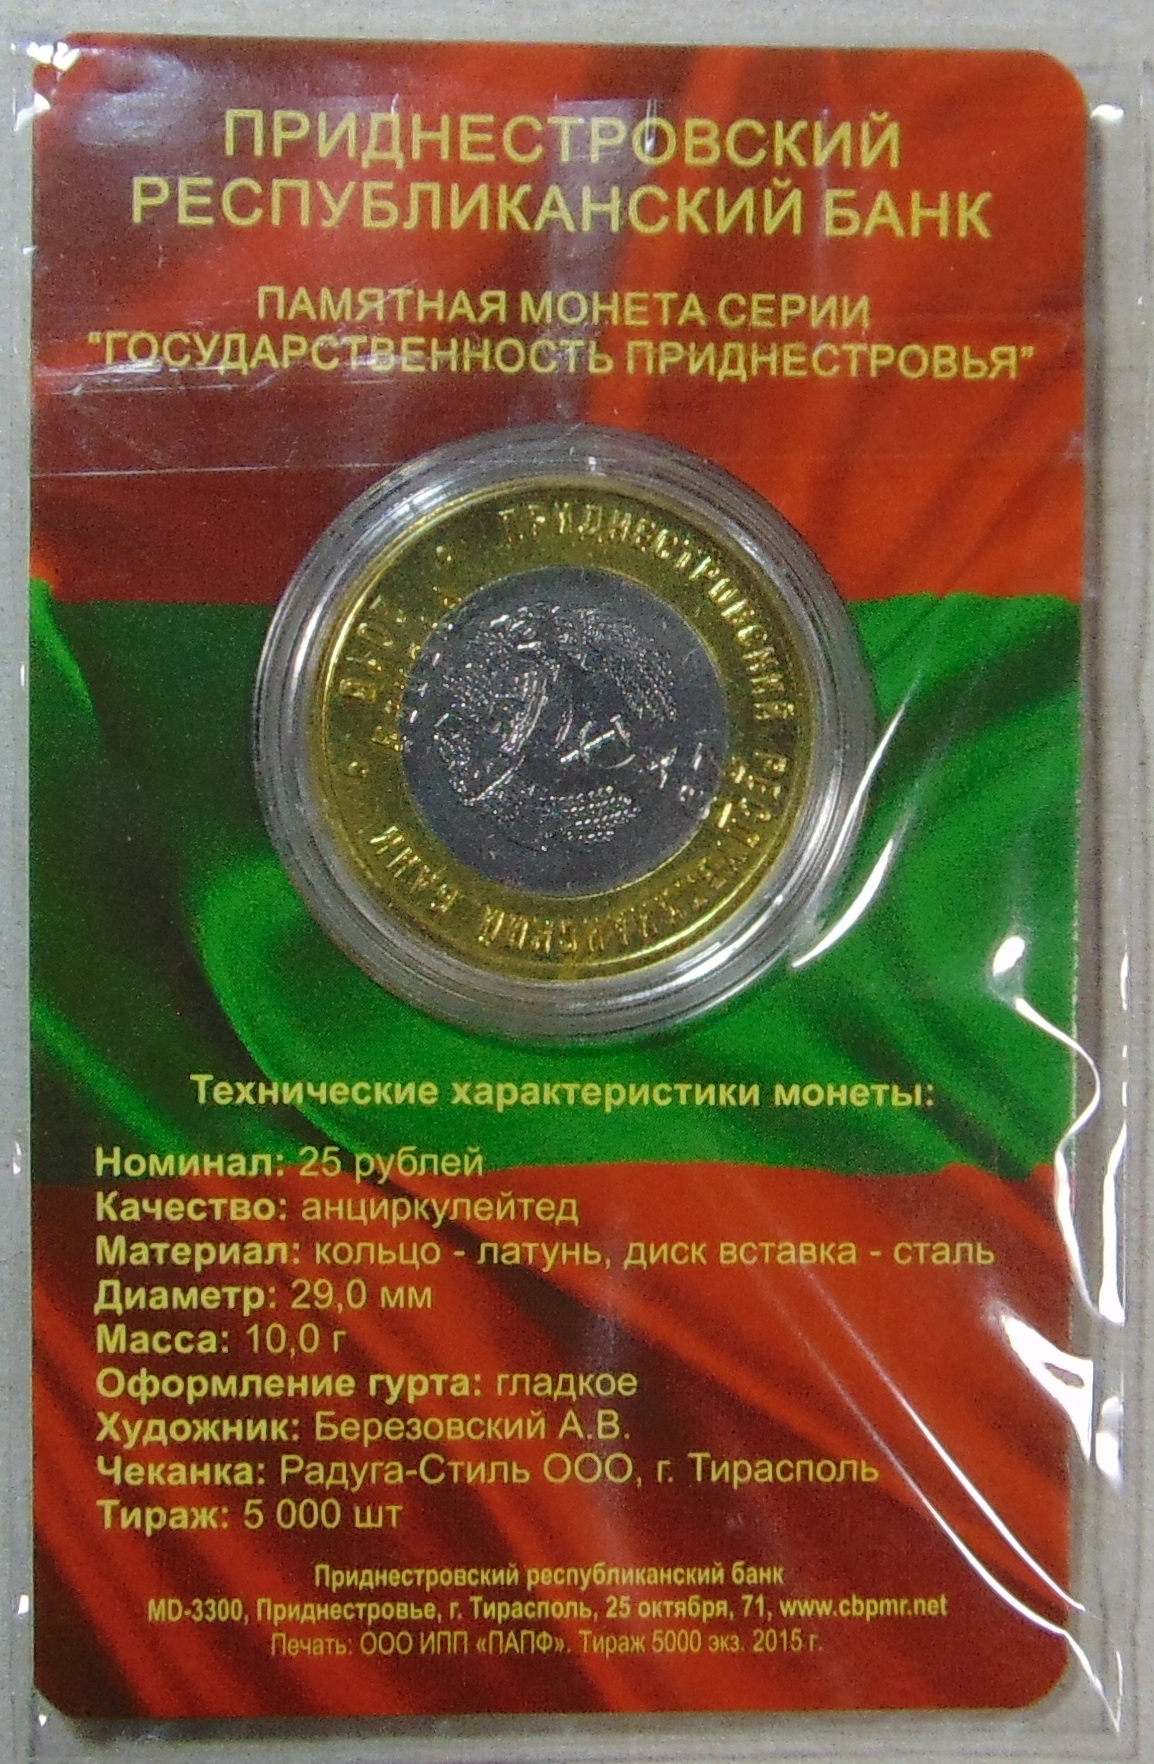 ПРИДНЕСТРОВСКИЙ
РЕСПУБЛИКАНСКИЙ БАНК
ПАМЯТНАЯ МОНЕТА СЕРИИ
"ГОСУДАРСТВЕННОСТЬ ПРИДНЕСТРОВЬЯ"
ПРИДНЕСТРОВСКИЙ РЕСПУБЛИКАНСКИЙ БАНК
Технические характеристики монеты:
Номинал: 25 рублей
Качество: анциркулейтед
Материал: кольцо - латунь, диск вставка - сталь
Диаметр: 29,0 мм
Масса: 10,0 г
Оформление гурта: гладкое
Художник: Березовский А.В.
Чеканка: Радуга-Стиль ООО, г. Тирасполь
Тираж: 5 000 шт
Приднестровский республиканский банк
MD-3300, Приднестровье, г. Тирасполь, 25 октября, 71, www.cbpmr.net
Печать: ООО ИПП «ПАПФ». Тираж 5000 экз. 2015 г.